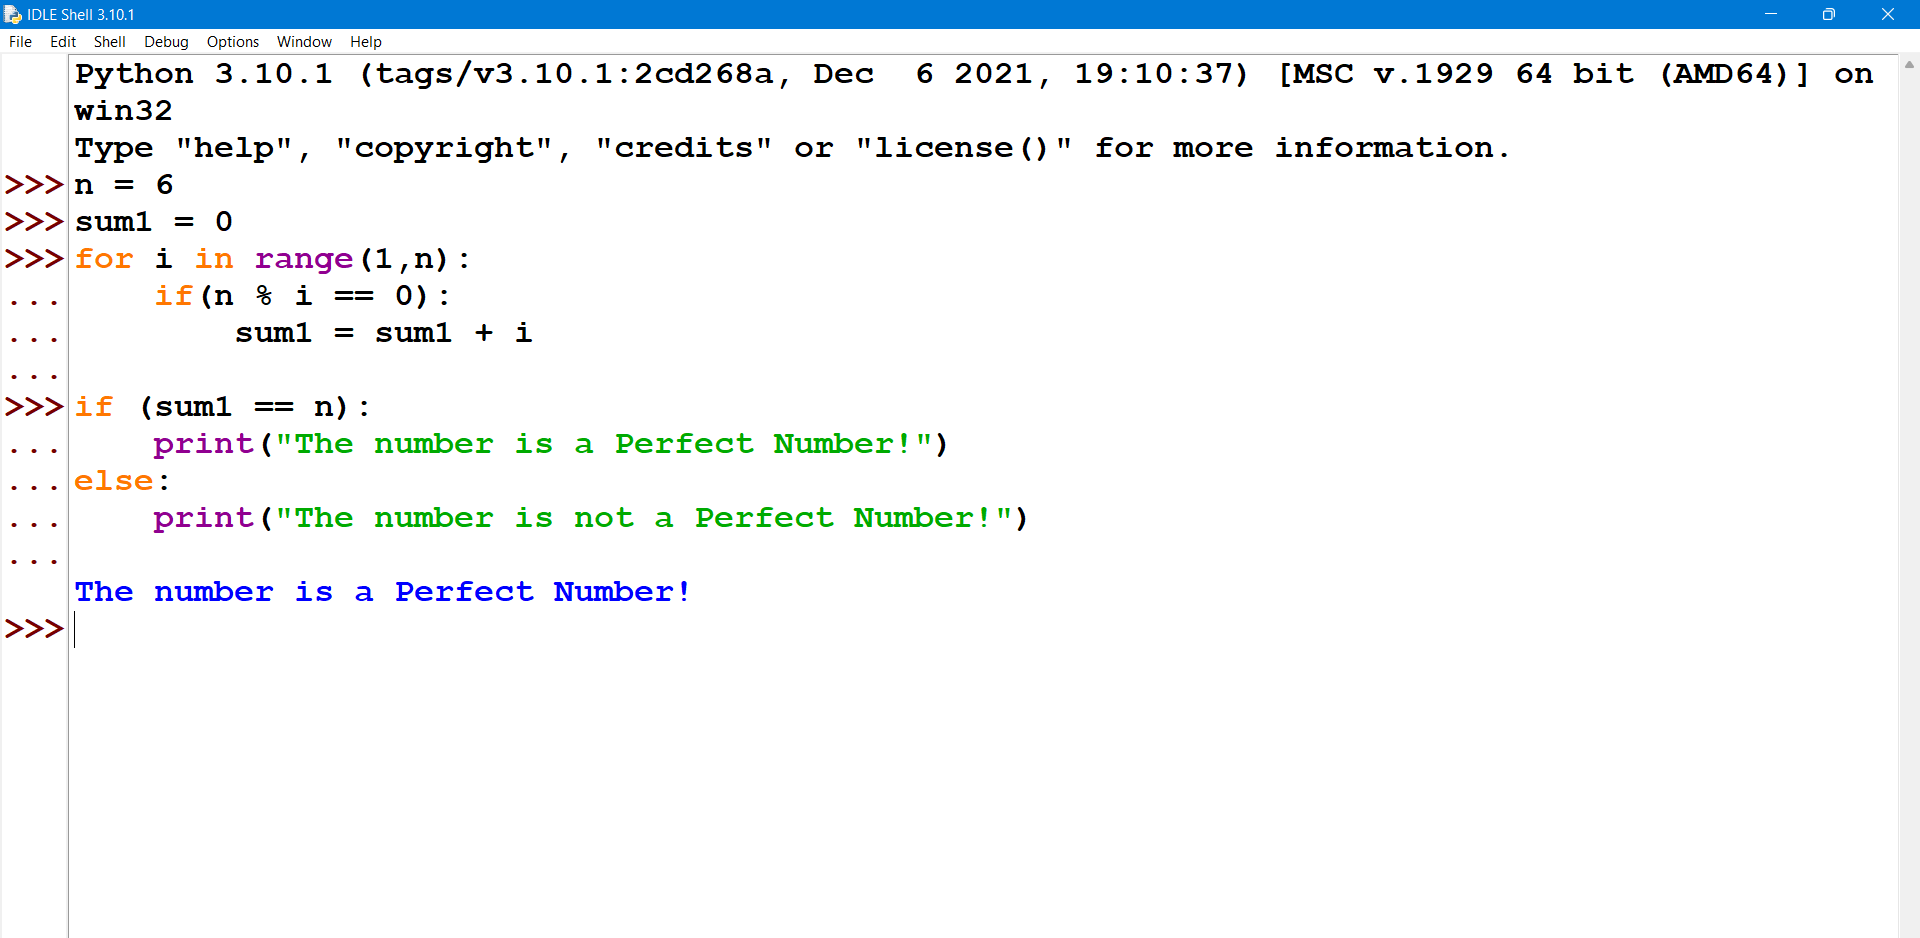 IDLE Shell 3.10.1
File Edit Shell Debug Options Window Help
Python 3.10.1 (tags/v3.10.1:2cd268a, Dec  6 2021, 19:10:37) [MSC v.1929 64 bit (AMD64)] on
win32
Type "help", "copyright", "credits" or "license()" for more information.
>>> n = 6
>>> sum1 = 0
>>> for i in range(1,n):
...     if(n % i == 0):
...         sum1 = sum1 + i
...
>>> if (sum1 == n):
...     print("The number is a Perfect Number!")
... else:
...     print("The number is not a Perfect Number!")
...
The number is a Perfect Number!
>>>